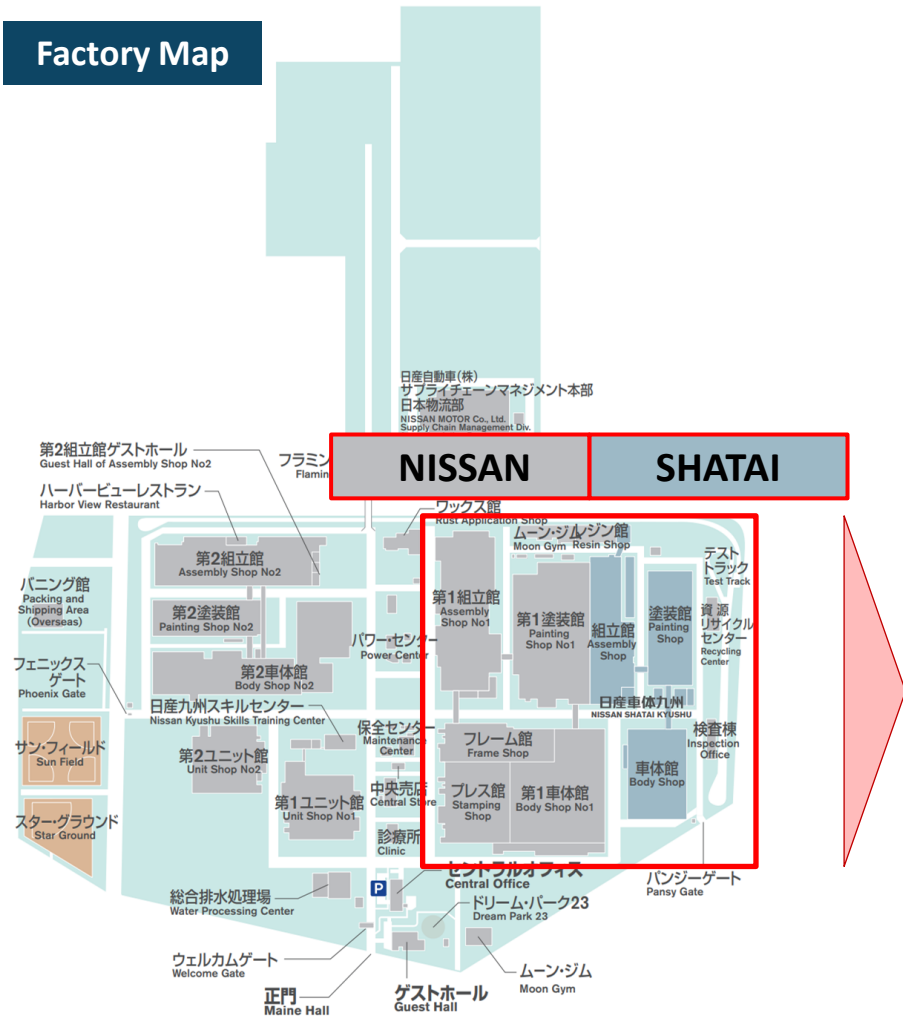 Factory Map
日産自動車(株)
サプライチェーンマネジメント本部
日本物流部
NISSAN MOTOR Co., Ltd.
Supply Chain Management Div.
第2組立館ゲストホール
Guest Hall of Assembly Shop No2
フラミン
Flamin
NISSAN
SHATAI
ハーバービューレストラン
Harbor View Restaurant
ワックス館
Rust Application Shop
ムーン・ジム
Moon Gym
レジン館
Resin Shop
第2組立館
Assembly Shop No2
テスト
トラック
Test Track
バニング館
Packing and
Shipping Area
(Overseas)
第1組立館
Assembly
Shop No1
第1塗装館
Painting
Shop No1
組立館
Assembly
Shop
塗装館
Painting
Shop
資源
リサイクル
センター
Recycling
Center
第2塗装館
Painting Shop No2
パワー・センター
Power Center
フェニックス
ゲート
Phoenix Gate
第2車体館
Body Shop No2
日産九州スキルセンター
Nissan Kyushu Skills Training Center
日産車体九州
NISSAN SHATAI KYUSHU
保全センター
Maintenance
Center
フレーム館
Frame Shop
検査棟
Inspection
Office
サン・フィールド
Sun Field
第2ユニット館
Unit Shop No2
車体館
Body Shop
中央売店
Central Store
プレス館
Stamping
Shop
第1車体館
Body Shop No1
第1ユニット館
Unit Shop No1
スター・グラウンド
Star Ground
診療所
Clinic
セントラルオフィス
Central Office
パンジーゲート
Pansy Gate
P
総合排水処理場
Water Processing Center
ドリーム・パーク23
Dream Park 23
ウェルカムゲート
Welcome Gate
ムーン・ジム
Moon Gym
正門
Maine Hall
ゲストホール
Guest Hall